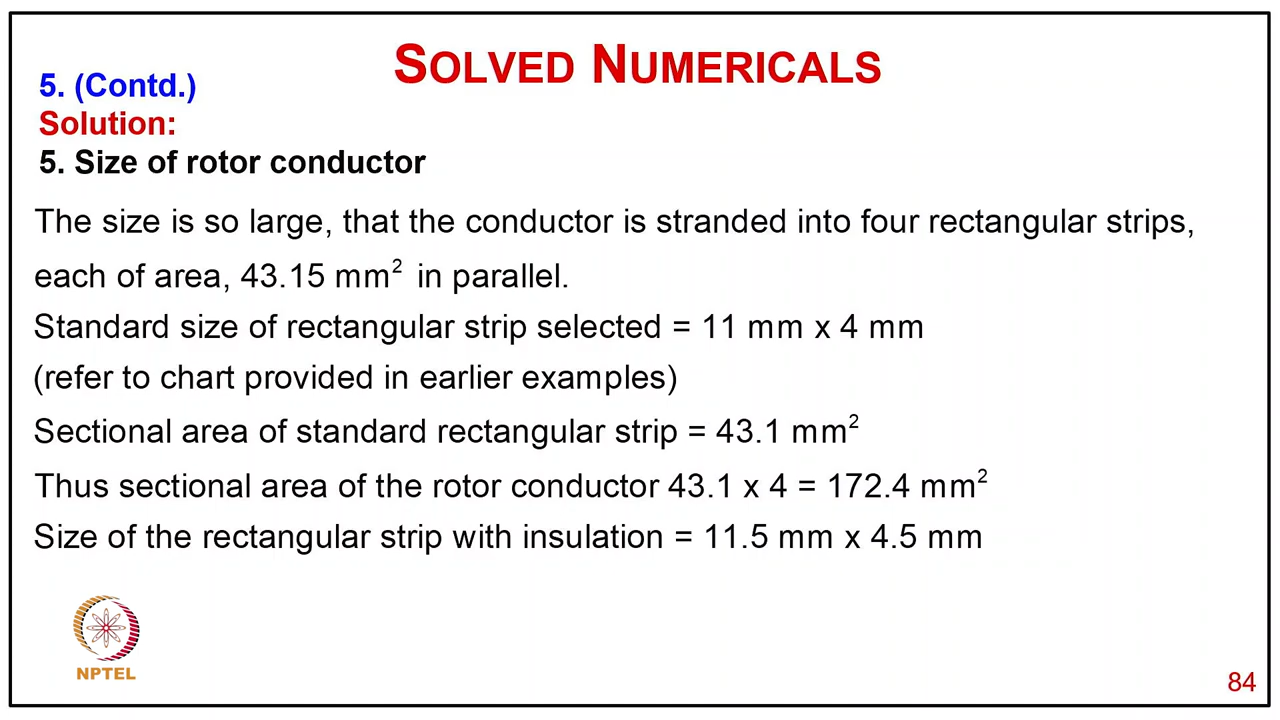 SOLVED NUMERICALS
5. (Contd.)
Solution:
5. Size of rotor conductor
The size is so large, that the conductor is stranded into four rectangular strips,
each of area, 43.15 mm² in parallel.
Standard size of rectangular strip selected = 11 mm x 4 mm
(refer to chart provided in earlier examples)
Sectional area of standard rectangular strip = 43.1 mm²
Thus sectional area of the rotor conductor 43.1 x 4 = 172.4 mm²
Size of the rectangular strip with insulation = 11.5 mm x 4.5 mm
NPTEL
84